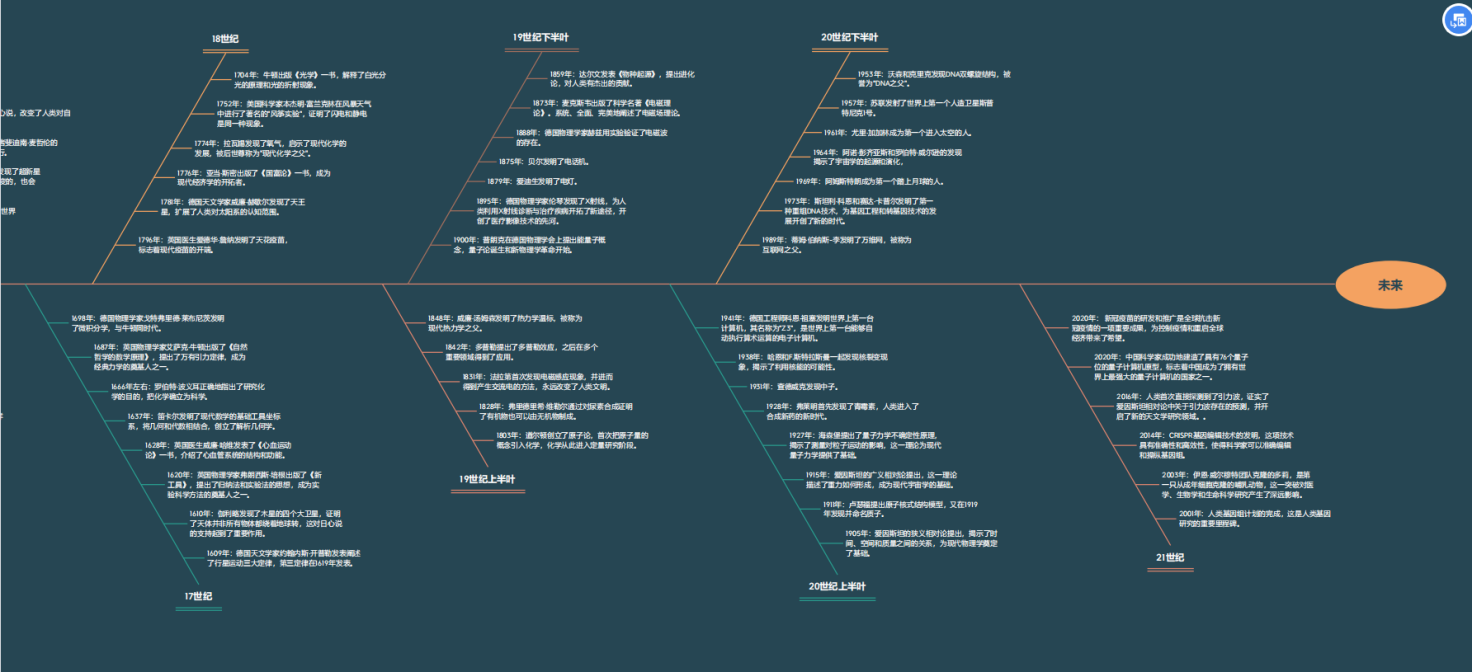 心说，改变了人类对自
18世纪
1704年：牛顿出版《光学》一书，解释了白光分
光的原理和光的折射现象。
1752年：美国科学家本杰明·富兰克林在风暴天气
中进行了著名的“风筝实验”，证明了闪电和静电
是同一种现象。
1774年：拉瓦锡发现了氧气，启示了现代化学的
发展，被后世尊称为“现代化学之父”。
1776年：亚当·斯密出版了《国富论》一书，成为
现代经济学的开拓者。
1781年：德国天文学家威廉·赫歇尔发现了天王
星，扩展了人类对太阳系的认知范围。
1796年：英国医生爱德华·詹纳发明了天花疫苗，
标志着现代疫苗的开端。
19世纪下半叶
1859年：达尔文发表《物种起源》，提出进化
论，对人类有杰出的贡献。
1873年：麦克斯韦出版了科学名著《电磁理
论》。系统、全面、完美地阐述了电磁场理论。
1888年：德国物理学家赫兹用实验验证了电磁波
的存在。
1875年：贝尔发明了电话机。
1879年：爱迪生发明了电灯。
1895年：德国物理学家伦琴发现了X射线，为人
类利用X射线诊断与治疗疾病开拓了新途径，开
创了医疗影像技术的先河。
1900年：普朗克在德国物理学会上提出能量子概
念，量子论诞生和新物理学革命开始。
20世纪下半叶
1953年：沃森和克里克发现DNA双螺旋结构，被
誉为“DNA之父”。
1957年：苏联发射了世界上第一个人造卫星斯普
特尼克1号。
1961年：尤里·加加林成为第一个进入太空的人。
1964年：阿诺·彭齐亚斯和罗伯特·威尔逊的发现
揭示了宇宙学的起源和演化，
1969年：阿姆斯特朗成为第一个踏上月球的人。
1973年：斯坦利·科恩和赛达·卡普尔发明了第一
种重组DNA技术，为基因工程和转基因技术的发
展开创了新的时代。
1989年：蒂姆·伯纳斯-李发明了万维网，被称为
互联网之父。
未来
1698年：德国物理学家戈特弗里德·莱布尼茨发明
了微积分学，与牛顿同时代。
1687年：英国物理学家艾萨克·牛顿出版了《自然
哲学的数学原理》，提出了万有引力定律，成为
经典力学的奠基人之一。
1666年左右：罗伯特·波义耳正确地指出了研究化
学的目的，把化学确立为科学。
1637年：笛卡尔发明了现代数学的基础工具坐标
系，将几何和代数相结合，创立了解析几何学。
1628年：英国医生威廉·哈维发表了《心血运动
论》一书，介绍了心血管系统的结构和功能。
1620年：英国物理学家弗朗西斯·培根出版了《新
工具》，提出了归纳法和实验法的思想，成为实
验科学方法的奠基人之一。
1610年：伽利略发现了木星的四个大卫星，证明
了天体并非所有物体都绕着地球转，这对日心说
的支持起到了重要作用。
1609年：德国天文学家约翰内斯·开普勒发表阐述
了行星运动三大定律，第三定律在1619年发表。
17世纪
1848年：威廉·汤姆森发明了热力学温标，被称为
现代热力学之父。
1842年：多普勒提出了多普勒效应，之后在多个
重要领域得到了应用。
1831年：法拉第首次发现电磁感应现象，并进而
得到产生交流电的方法，永远改变了人类文明。
1828年：弗里德里希·维勒尔通过对尿素合成证明
了有机物也可以由无机物制成。
1803年：道尔顿创立了原子论，首次把原子量的
概念引入化学，化学从此进入定量研究阶段。
19世纪上半叶
1941年：德国工程师科恩·祖塞发明世界上第一台
计算机，其名称为“Z3”，是世界上第一台能够自
动执行算术运算的电子计算机。
1938年：哈恩和F.斯特拉斯曼一起发现核裂变现
象，揭示了利用核能的可能性。
1931年：查德威克发现中子。
1928年：弗莱明首先发现了青霉素，人类进入了
合成新药的新时代。
1927年：海森堡提出了量子力学不确定性原理，
揭示了测量对粒子运动的影响，这一理论为现代
量子力学提供了基础。
1915年：爱因斯坦的广义相对论提出，这一理论
描述了重力如何形成，成为现代宇宙学的基础。
1911年：卢瑟福提出原子核式结构模型，又在1919
年发现并命名质子。
1905年：爱因斯坦的狭义相对论提出，揭示了时
间、空间和质量之间的关系，为现代物理学奠定
了基础。
20世纪上半叶
2020年： 新冠疫苗的研发和推广是全球抗击新
冠疫情的一项重要成果，为控制疫情和重启全球
经济带来了希望。
2020年：中国科学家成功地建造了具有76个量子
位的量子计算机原型，标志着中国成为了拥有世
界上最强大的量子计算机的国家之一。
2016年：人类首次直接探测到了引力波，证实了
爱因斯坦相对论中关于引力波存在的预测，并开
启了新的天文学研究领域。。
2014年：CRISPR基因编辑技术的发明，这项技术
具有准确性和高效性，使得科学家可以准确编辑
和操纵基因组。
2003年：伊恩·威尔穆特团队克隆的多莉，是第
一只从成年细胞克隆的哺乳动物，这一突破对医
学、生物学和生命科学研究产生了深远影响。
2001年：人类基因组计划的完成，这是人类基因
研究的重要里程碑。
21世纪